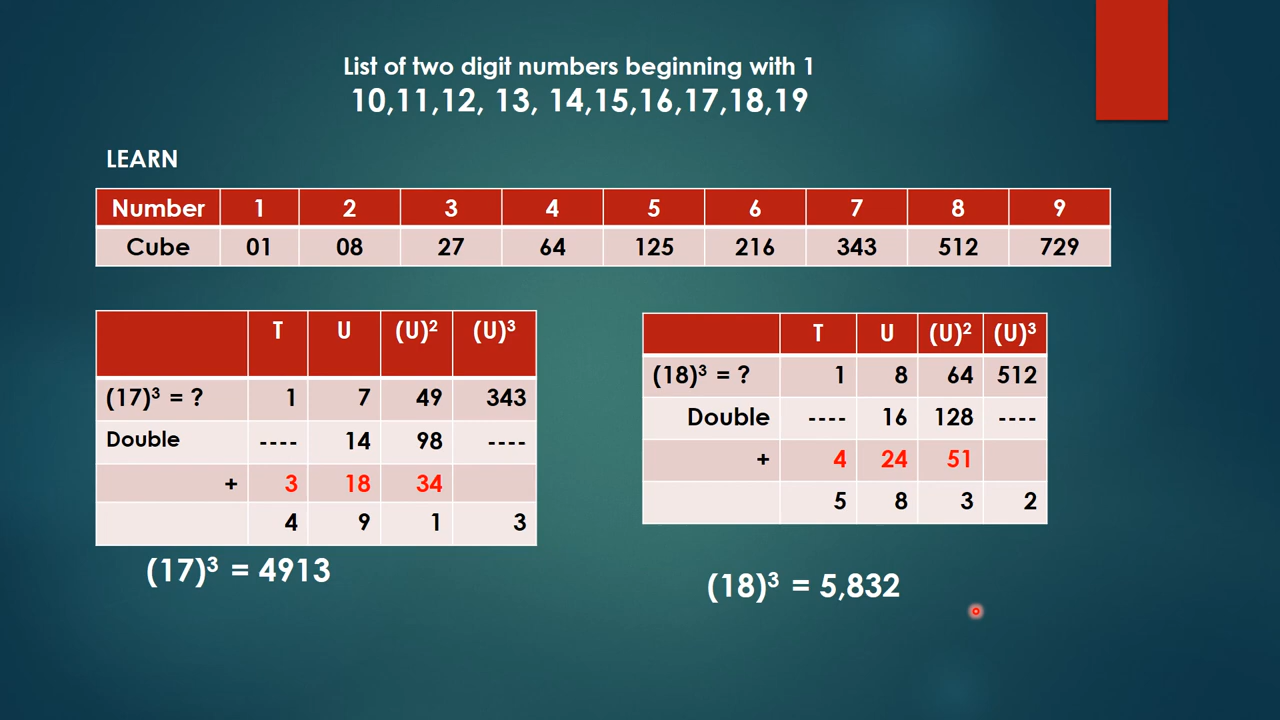 List of two digit numbers beginning with 1
10,11,12, 13, 14,15,16,17,18,19
LEARN
Number 1 2 3 4 5 6 7 8 9
Cube 01 08 27 64 125 216 343 512 729
T U (U)² (U)³
(17)³ = ? 1 7 49 343
Double ---- 14 98 ----
+ 3 18 34
4 9 1 3
(17)³ = 4913
T U (U)² (U)³
(18)³ = ? 1 8 64 512
Double ---- 16 128 ----
+ 4 24 51
5 8 3 2
(18)³ = 5,832